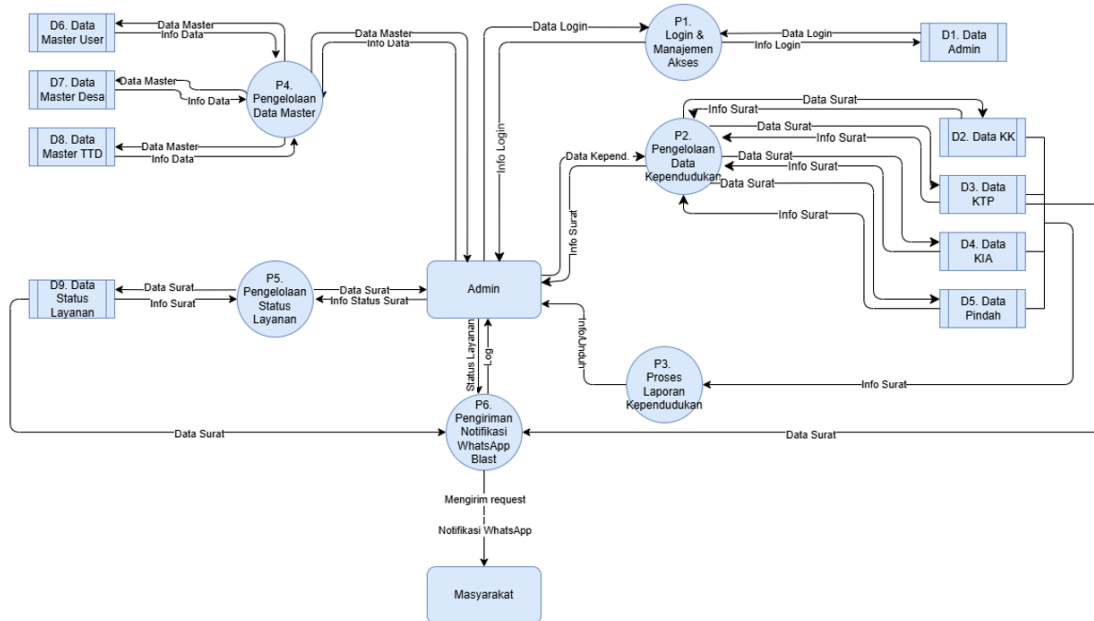 D6. Data
Master User
Data Master
Info Data
D7. Data
Master Desa
Data Master
Info Data
D8. Data
Master TTD
Data Master
Info Data
P4.
Pengelolaan
Data Master
Data Master
Info Data
Data Login
Info Login
P1.
Login &
Manajemen
Akses
Data Login
Info Login
D1. Data
Admin
P2.
Pengelolaan
Data
Kependudukan
Data Kepend.
Info Surat
Data Surat
Info Surat
D2. Data KK
Data Surat
Info Surat
D3. Data
KTP
Data Surat
Info Surat
D4. Data
KIA
Data Surat
Info Surat
D5. Data
Pindah
D9. Data
Status
Layanan
Data Surat
Info Surat
P5.
Pengelolaan
Status
Layanan
Data Surat
Info Status Surat
Admin
Info/Unduh
P3.
Proses
Laporan
Kependudukan
Info Surat
Status Layanan
Log
P6.
Pengiriman
Notifikasi
WhatsApp
Blast
Data Surat
Data Surat
Mengirim request
Notifikasi WhatsApp
Masyarakat